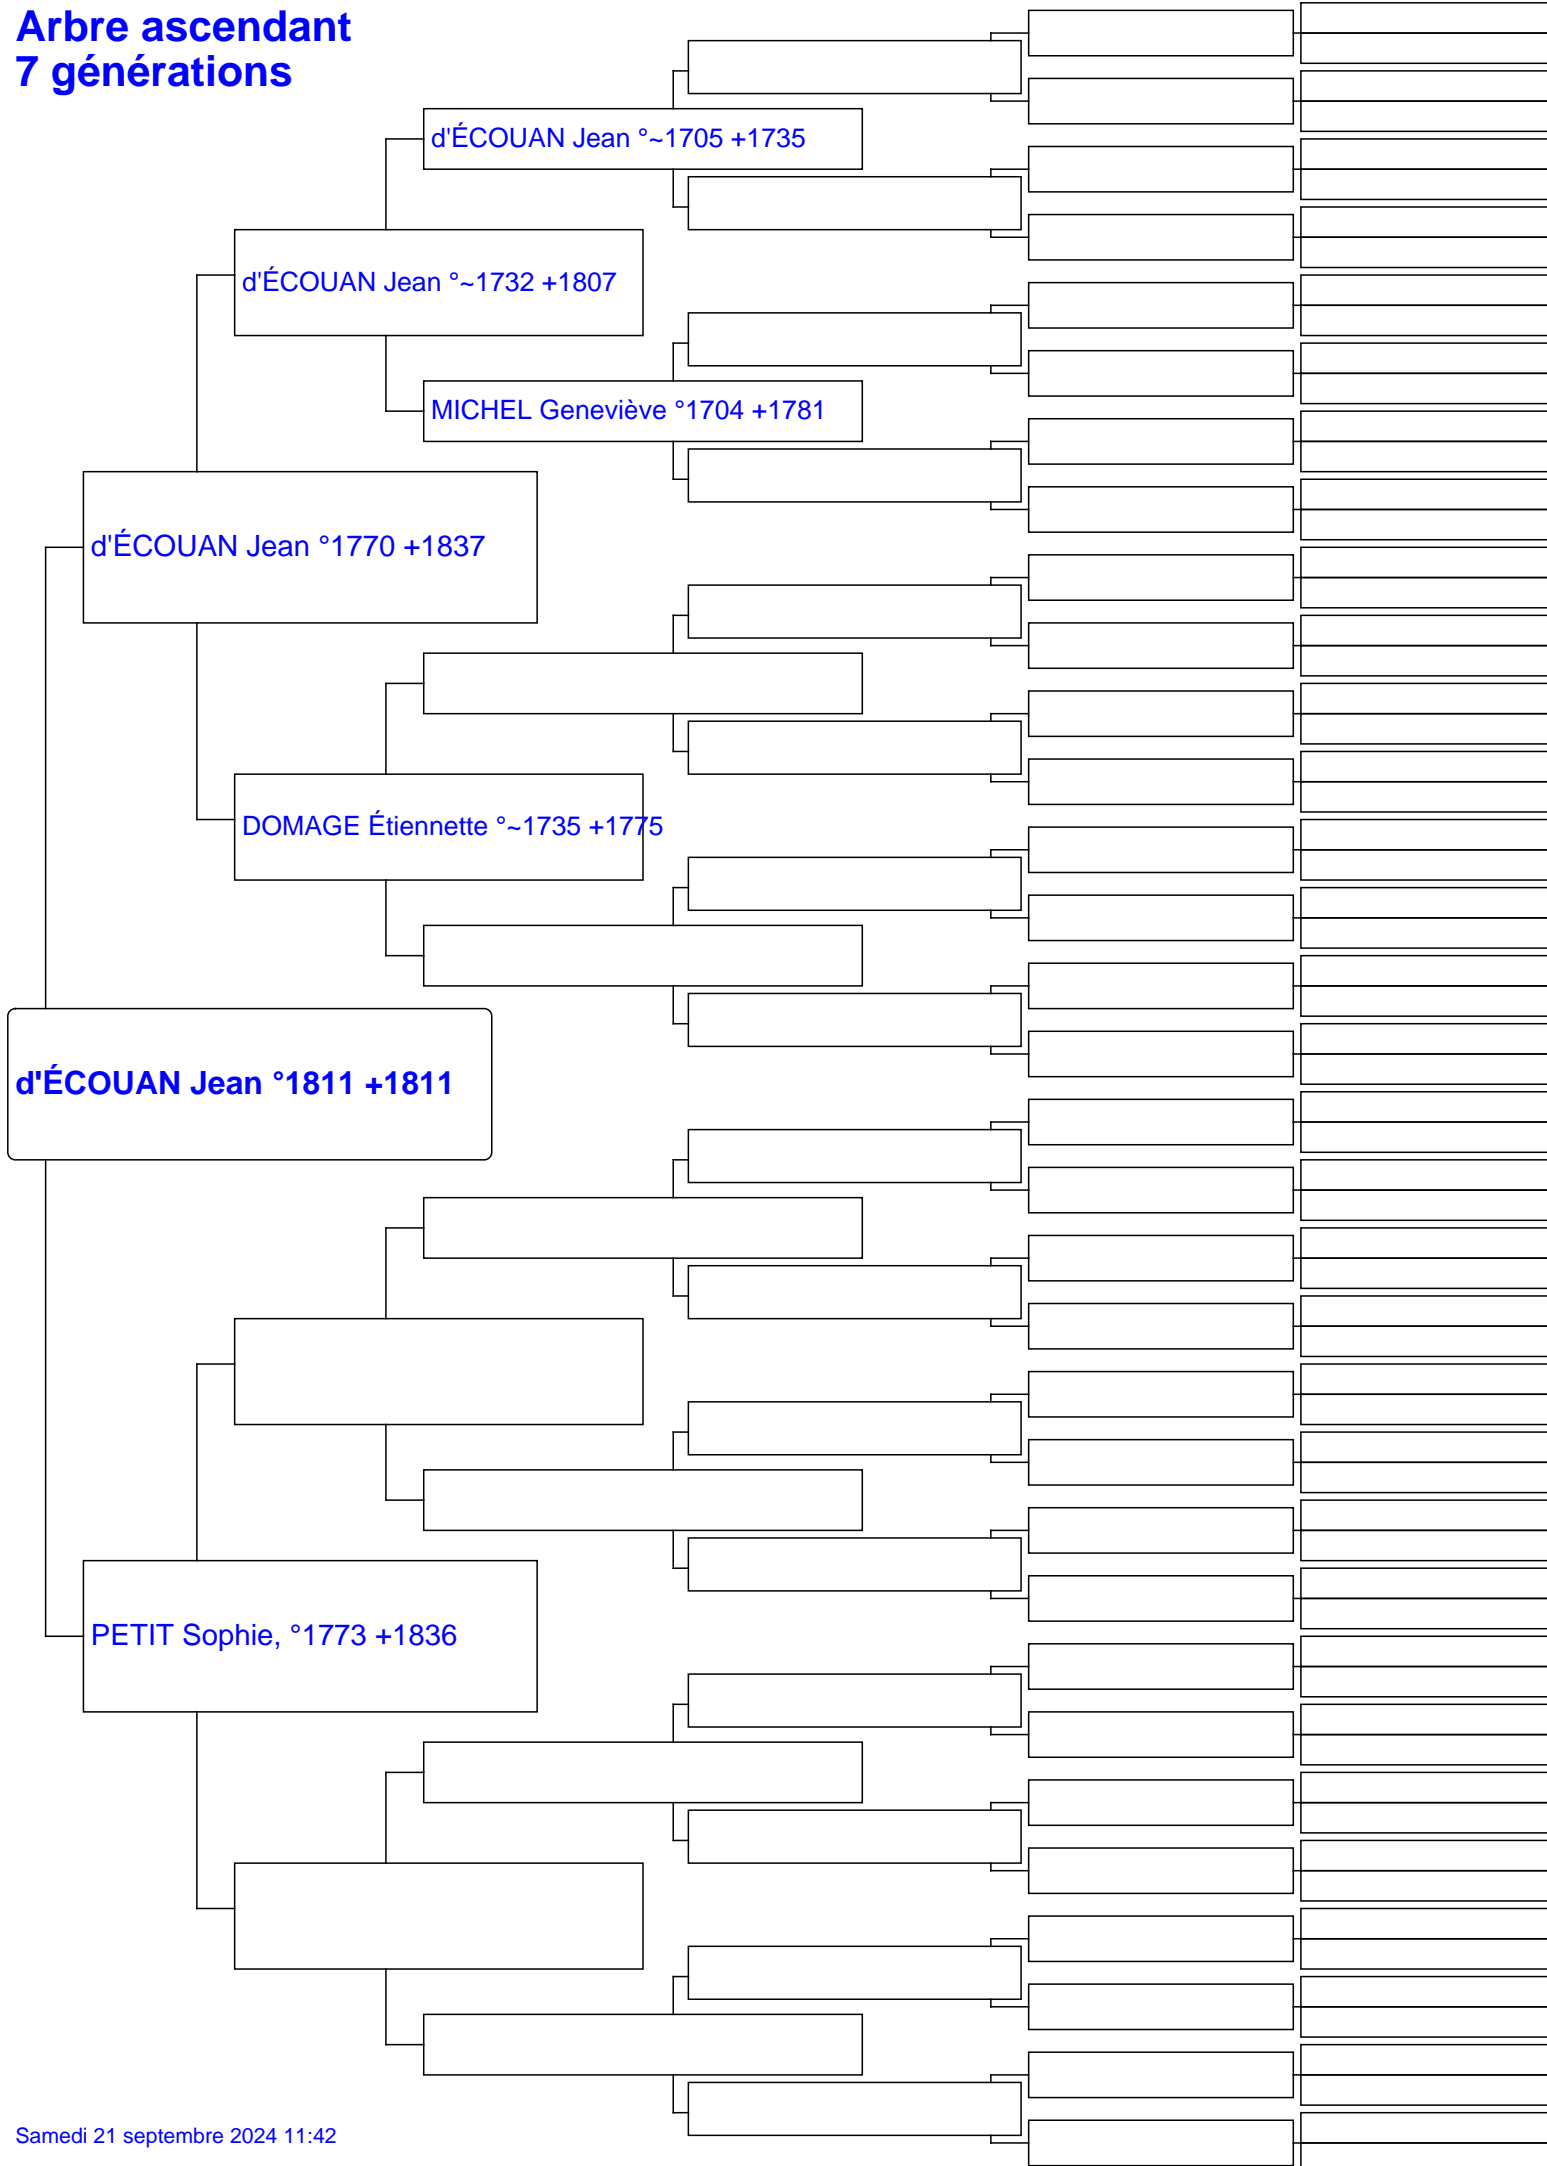 Arbre ascendant
7 générations
d'ÉCOUAN Jean °~1705 +1735
d'ÉCOUAN Jean °~1732 +1807
MICHEL Geneviève °1704 +1781
d'ÉCOUAN Jean °1770 +1837
DOMAGE Étiennette °~1735 +1775
d'ÉCOUAN Jean °1811 +1811
PETIT Sophie, °1773 +1836
Samedi 21 septembre 2024 11:42